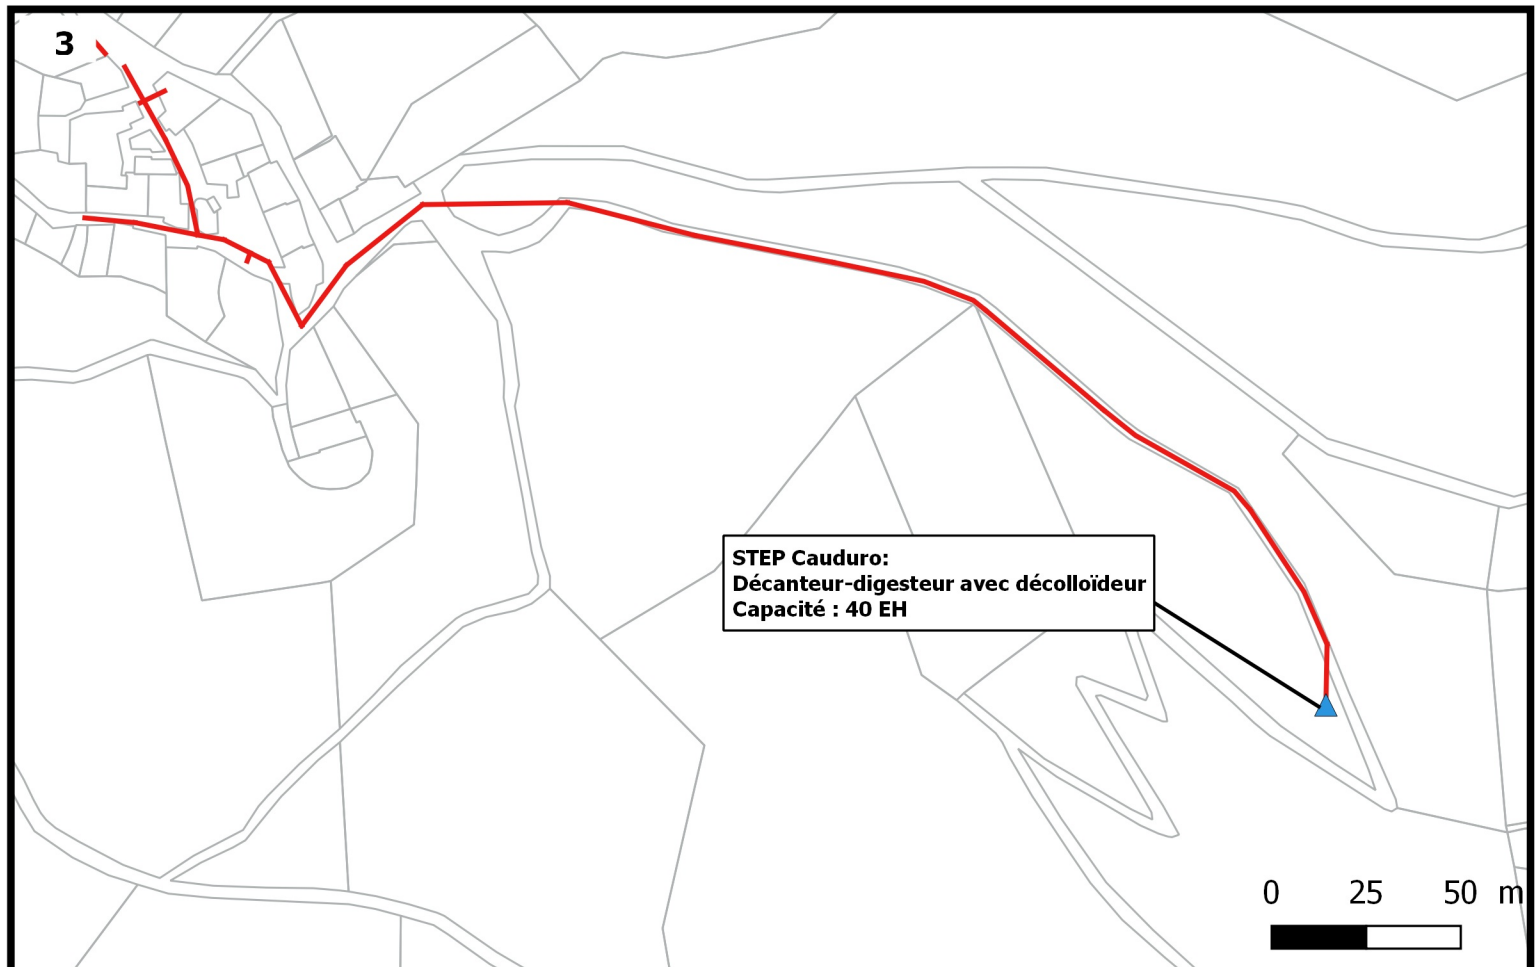 3
STEP Cauduro:
Décanteur-digesteur avec décolloïdeur
Capacité : 40 EH
0 25 50 m